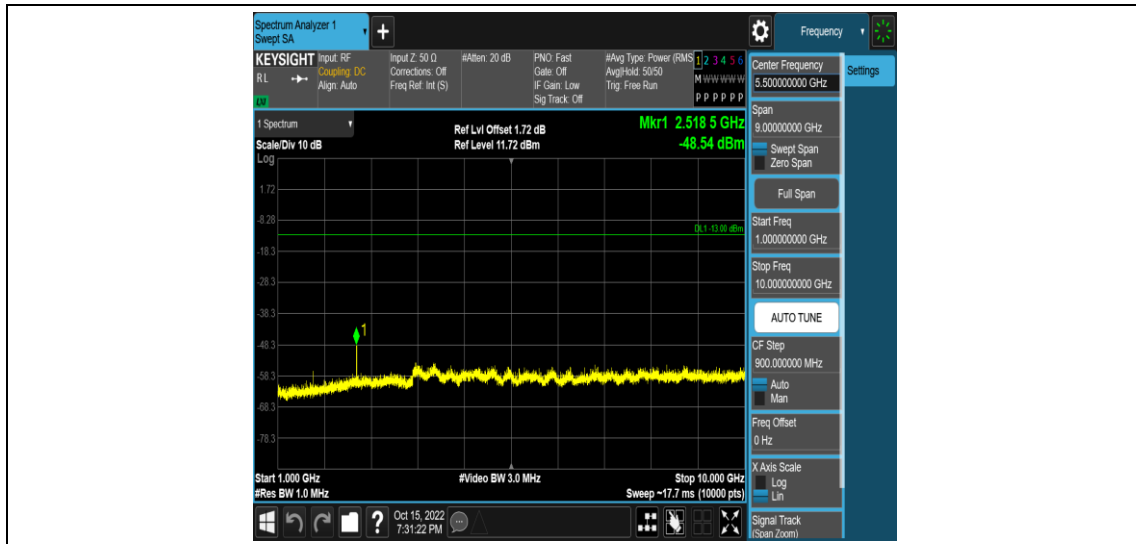 Spectrum Analyzer 1
Swept SA
+
Frequency
KEYSIGHT
RL
LXI
Input: RF
Coupling: DC
Align: Auto
Input Z: 50 Ω
Corrections: Off
Freq Ref: Int (S)
#Atten: 20 dB
PNO: Fast
Gate: Off
IF Gain: Low
Sig Track: Off
#Avg Type: Power (RMS
Avg|Hold: 50/50
Trig: Free Run
1 2 3 4 5 6
M W W W W W
P P P P P P
1 Spectrum
Scale/Div 10 dB
Log
Ref Lvl Offset 1.72 dB
Ref Level 11.72 dBm
Mkr1 2.518 5 GHz
-48.54 dBm
1.72
-8.28
DL1 -13.00 dBm
-18.3
-28.3
-38.3
1
-48.3
-58.3
-68.3
-78.3
Start 1.000 GHz
#Res BW 1.0 MHz
#Video BW 3.0 MHz
Stop 10.000 GHz
Sweep ~17.7 ms (10000 pts)
Center Frequency
5.500000000 GHz
Settings
Span
9.00000000 GHz
Swept Span
Zero Span
Full Span
Start Freq
1.000000000 GHz
Stop Freq
10.000000000 GHz
AUTO TUNE
CF Step
900.000000 MHz
Auto
Man
Freq Offset
0 Hz
X Axis Scale
Log
Lin
Signal Track
(Span Zoom)
?
Oct 15, 2022
7:31:22 PM